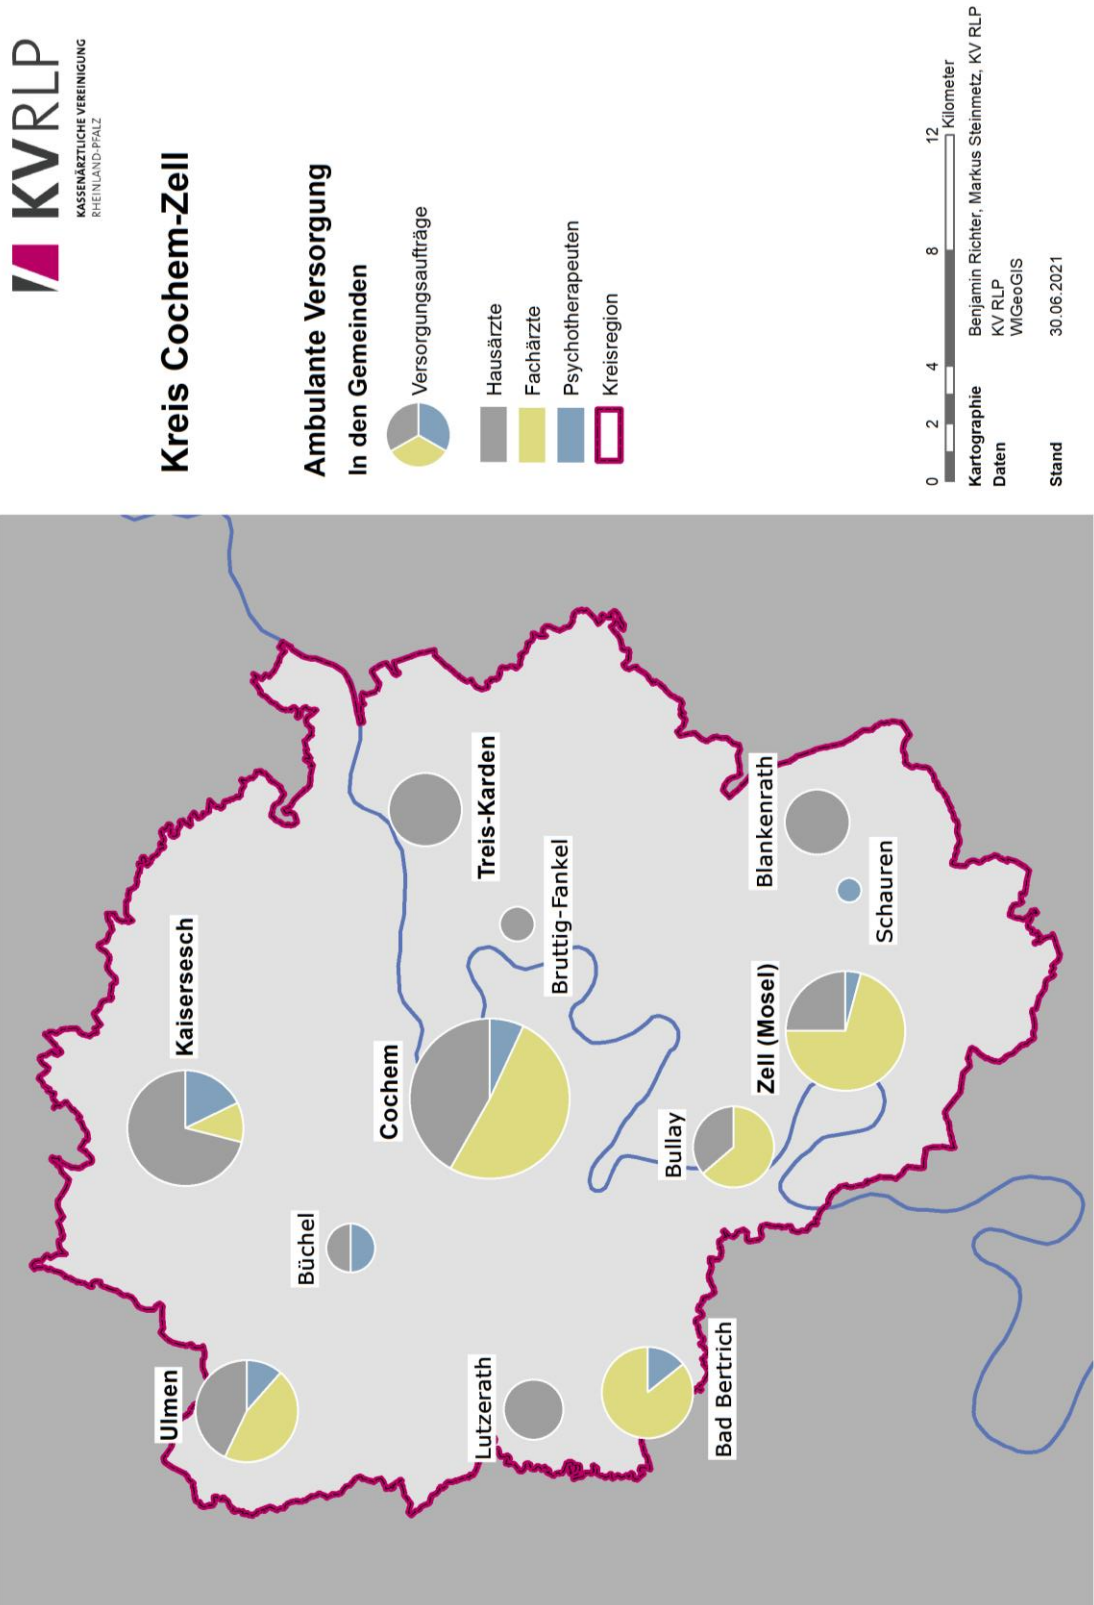 KVRLP
KASSENÄRZTLICHE VEREINIGUNG
RHEINLAND-PFALZ
Kreis Cochem-Zell
Ambulante Versorgung
In den Gemeinden
Versorgungsaufträge
Hausärzte
Fachärzte
Psychotherapeuten
Kreisregion
0 2 4 8 12
Kilometer
Kartographie Benjamin Richter, Markus Steinmetz, KV RLP
Daten KV RLP
WIGeoGIS
Stand 30.06.2021
Ulmen
Kaisersesch
Büchel
Cochem
Treis-Karden
Lutzerath
Bruttig-Fankel
Bullay
Bad Bertrich
Zell (Mosel)
Blankenrath
Schauren